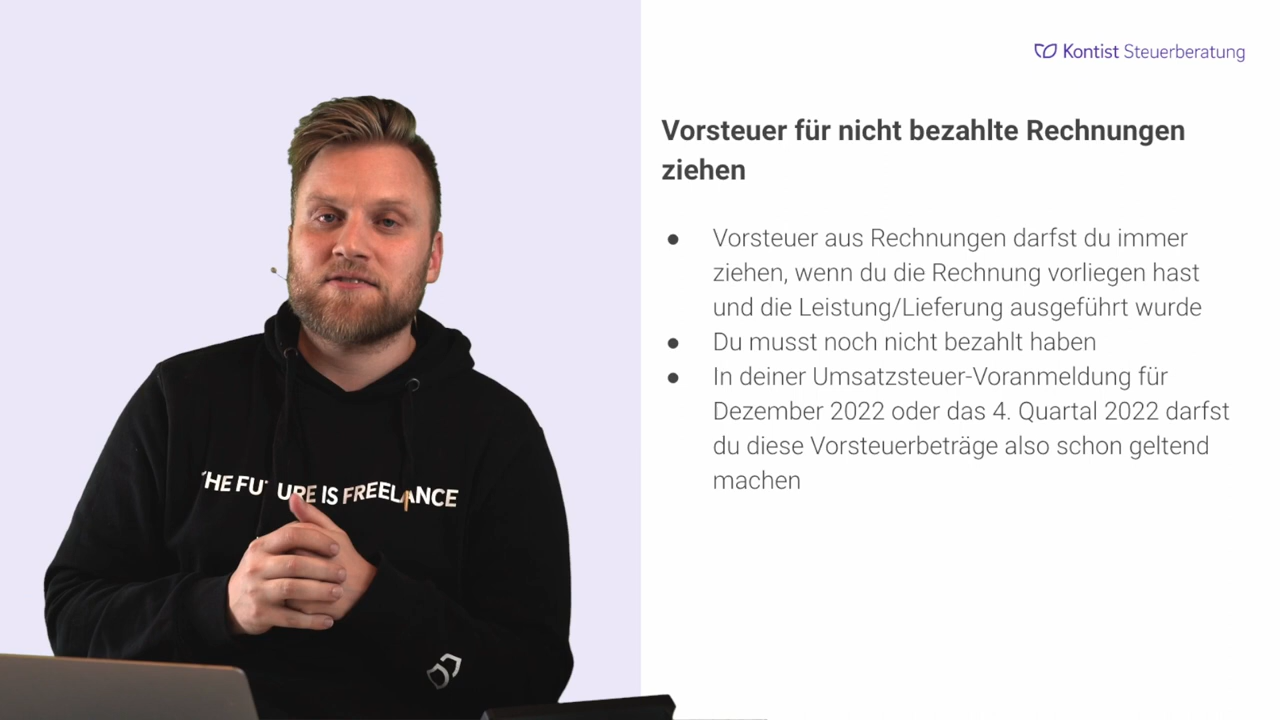 Kontist Steuerberatung
Vorsteuer für nicht bezahlte Rechnungen
ziehen
● Vorsteuer aus Rechnungen darfst du immer
ziehen, wenn du die Rechnung vorliegen hast
und die Leistung/Lieferung ausgeführt wurde
● Du musst noch nicht bezahlt haben
● In deiner Umsatzsteuer-Voranmeldung für
Dezember 2022 oder das 4. Quartal 2022 darfst
du diese Vorsteuerbeträge also schon geltend
machen
THE FUTURE IS FREELANCE